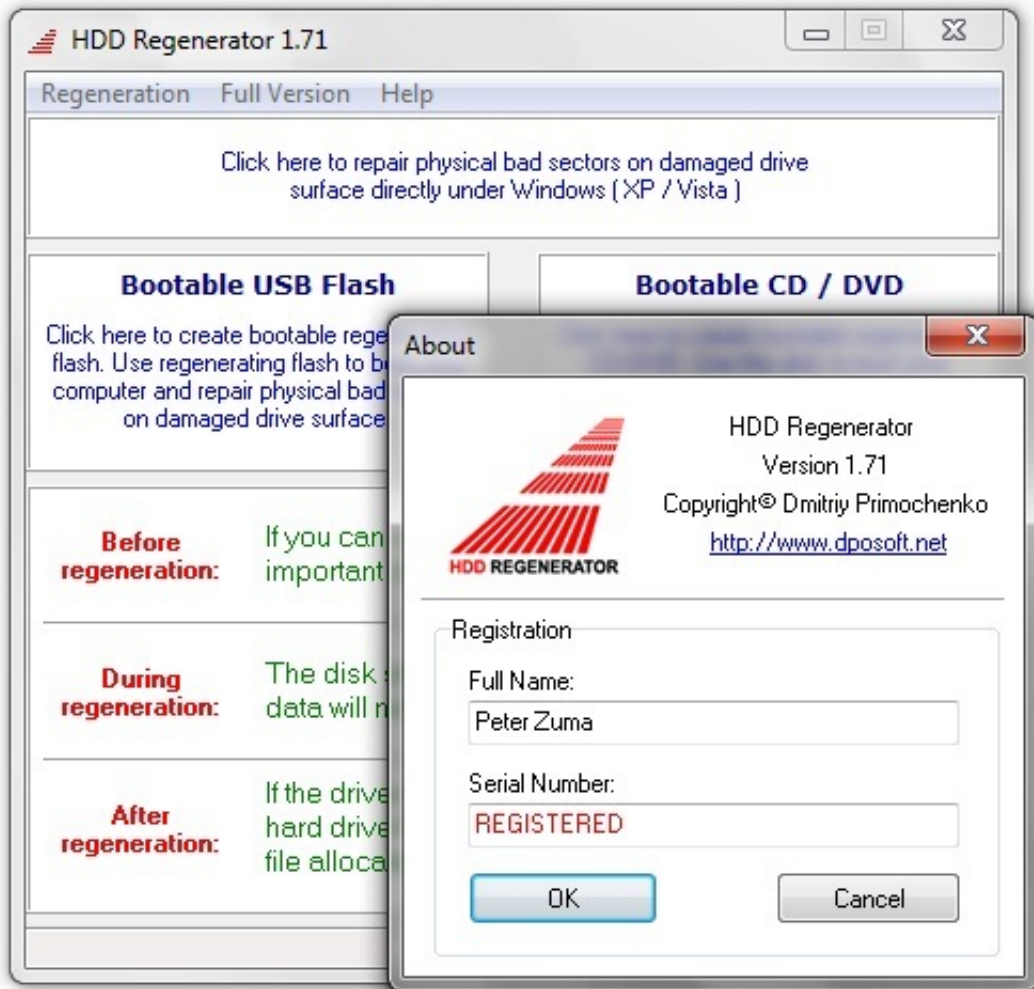 HDD Regenerator 1.71
Regeneration Full Version Help
Click here to repair physical bad sectors on damaged drive
surface directly under Windows ( XP / Vista )
Bootable USB Flash
Click here to create bootable rege
flash. Use regenerating flash to b
computer and repair physical bad
on damaged drive surface
Bootable CD / DVD
Before
regeneration:
If you can
important
During
regeneration:
The disk
data will
After
regeneration:
If the drive
hard drive
file alloca
About
HDD REGENERATOR
HDD Regenerator
Version 1.71
Copyright© Dmitriy Primochenko
http://www.dposoft.net
Registration
Full Name:
Peter Zuma
Serial Number:
REGISTERED
OK
Cancel